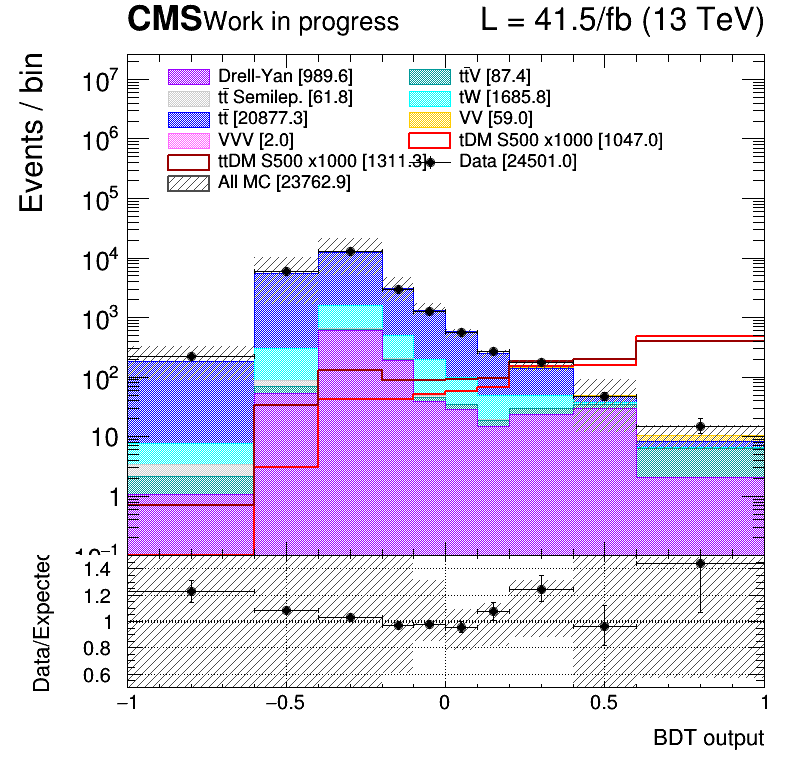 CMS Work in progress L = 41.5/fb (13 TeV)
Events / bin
Drell-Yan [989.6] tt̄V [87.4]
tt̄ Semilep. [61.8] tW [1685.8]
tt̄ [20877.3] VV [59.0]
VVV [2.0] tDM S500 x1000 [1047.0]
ttDM S500 x1000 [1311.3] Data [24501.0]
All MC [23762.9]
10⁷
10⁶
10⁵
10⁴
10³
10²
10
1
10⁻¹
Data/Expected
1.4
1.2
1
0.8
0.6
−1 −0.5 0 0.5 1
BDT output